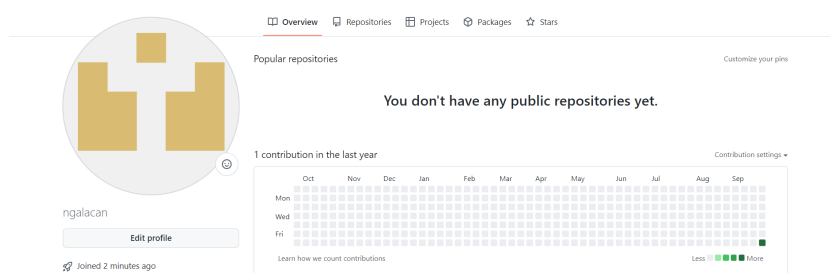 Overview Repositories Projects Packages Stars
Popular repositories Customize your pins
You don't have any public repositories yet.
1 contribution in the last year Contribution settings
Oct Nov Dec Jan Feb Mar Apr May Jun Jul Aug Sep
Mon
Wed
Fri
Learn how we count contributions Less More
ngalacan
Edit profile
Joined 2 minutes ago